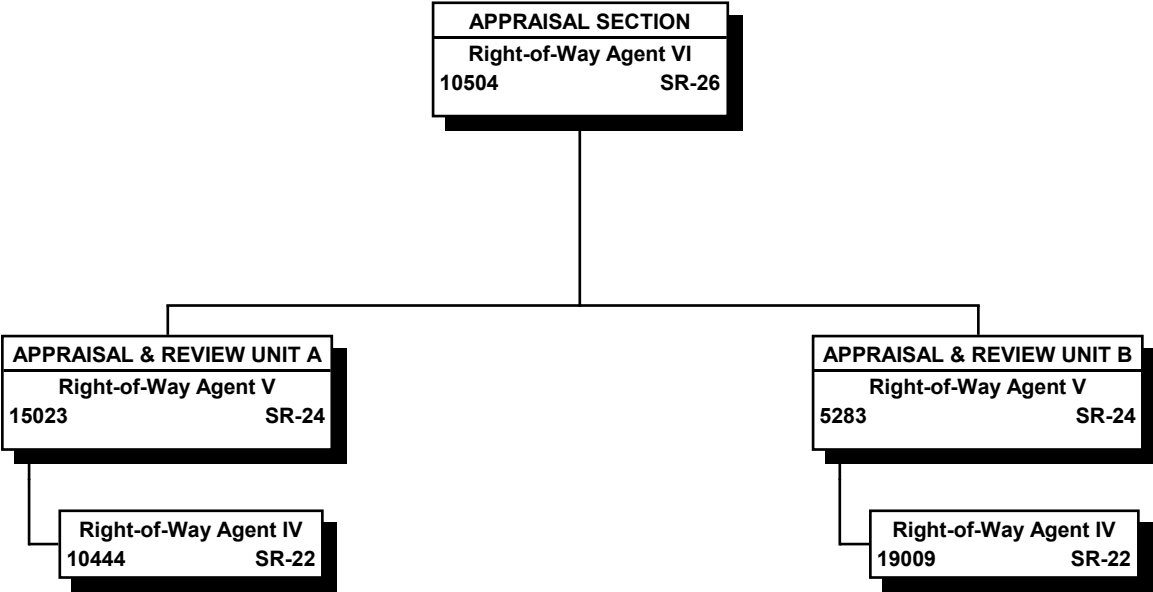 APPRAISAL SECTION
Right-of-Way Agent VI
10504 SR-26
APPRAISAL & REVIEW UNIT A
Right-of-Way Agent V
15023 SR-24
Right-of-Way Agent IV
10444 SR-22
APPRAISAL & REVIEW UNIT B
Right-of-Way Agent V
5283 SR-24
Right-of-Way Agent IV
19009 SR-22